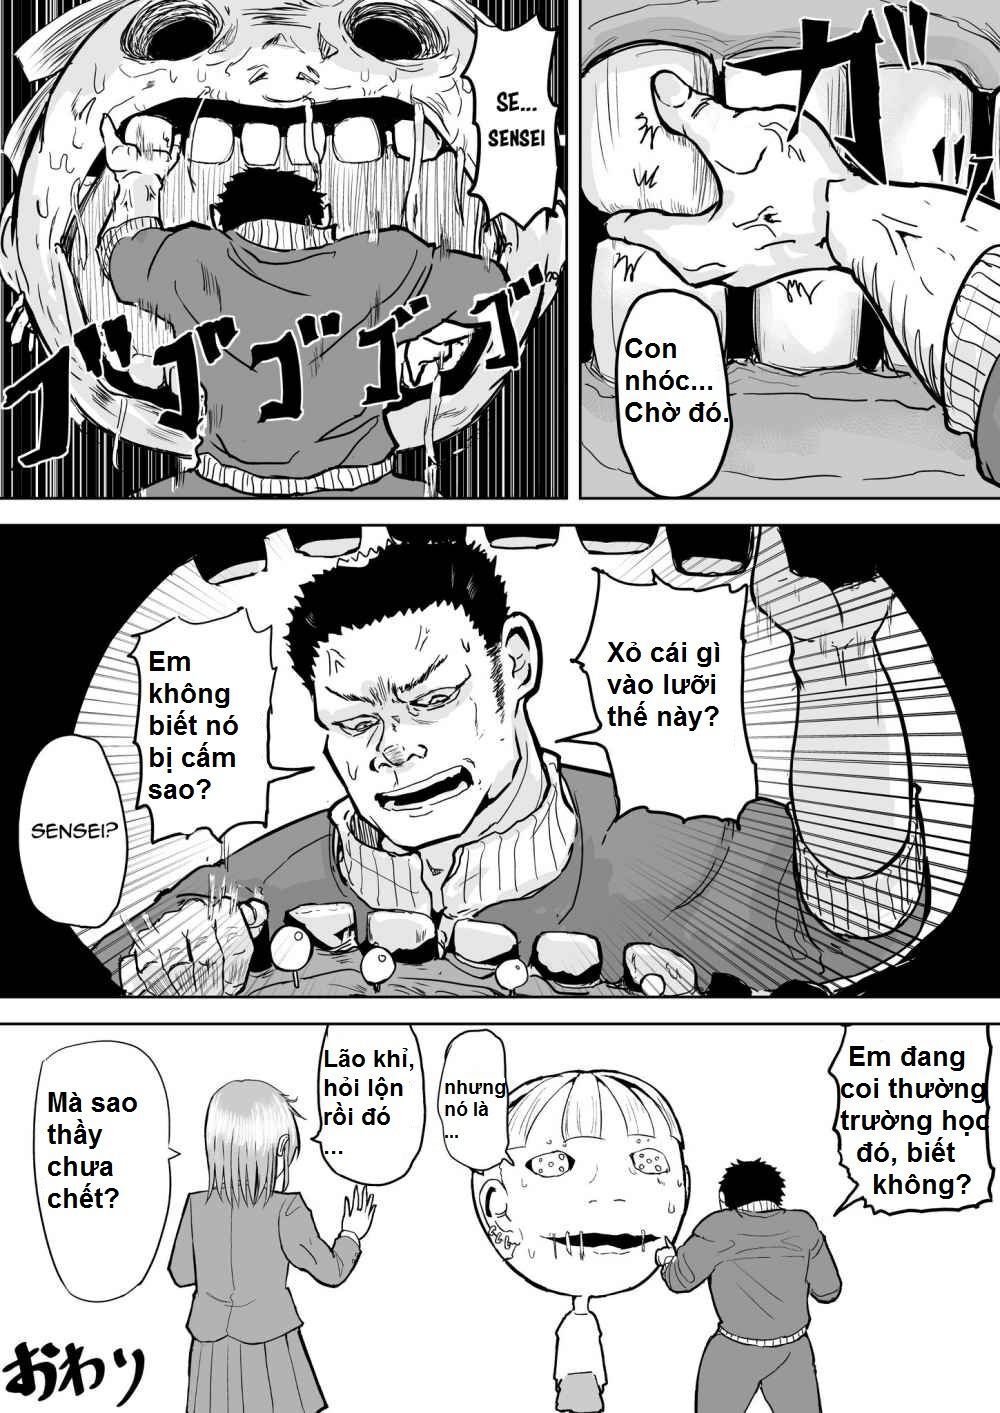 ガッ
Con
nhóc...
Chờ đó.
SE...
SENSEI
ゴゴゴゴゴ
Xỏ cái gì
vào lưỡi
thế này?
Em
không
biết nó
bị cấm
sao?
SENSEI?
Em đang
coi thường
trường học
đó, biết
không?
nhưng
nó là
...
Lão khỉ,
hỏi lộn
rồi đó
...
Mà sao
thầy
chưa
chết?
おわり